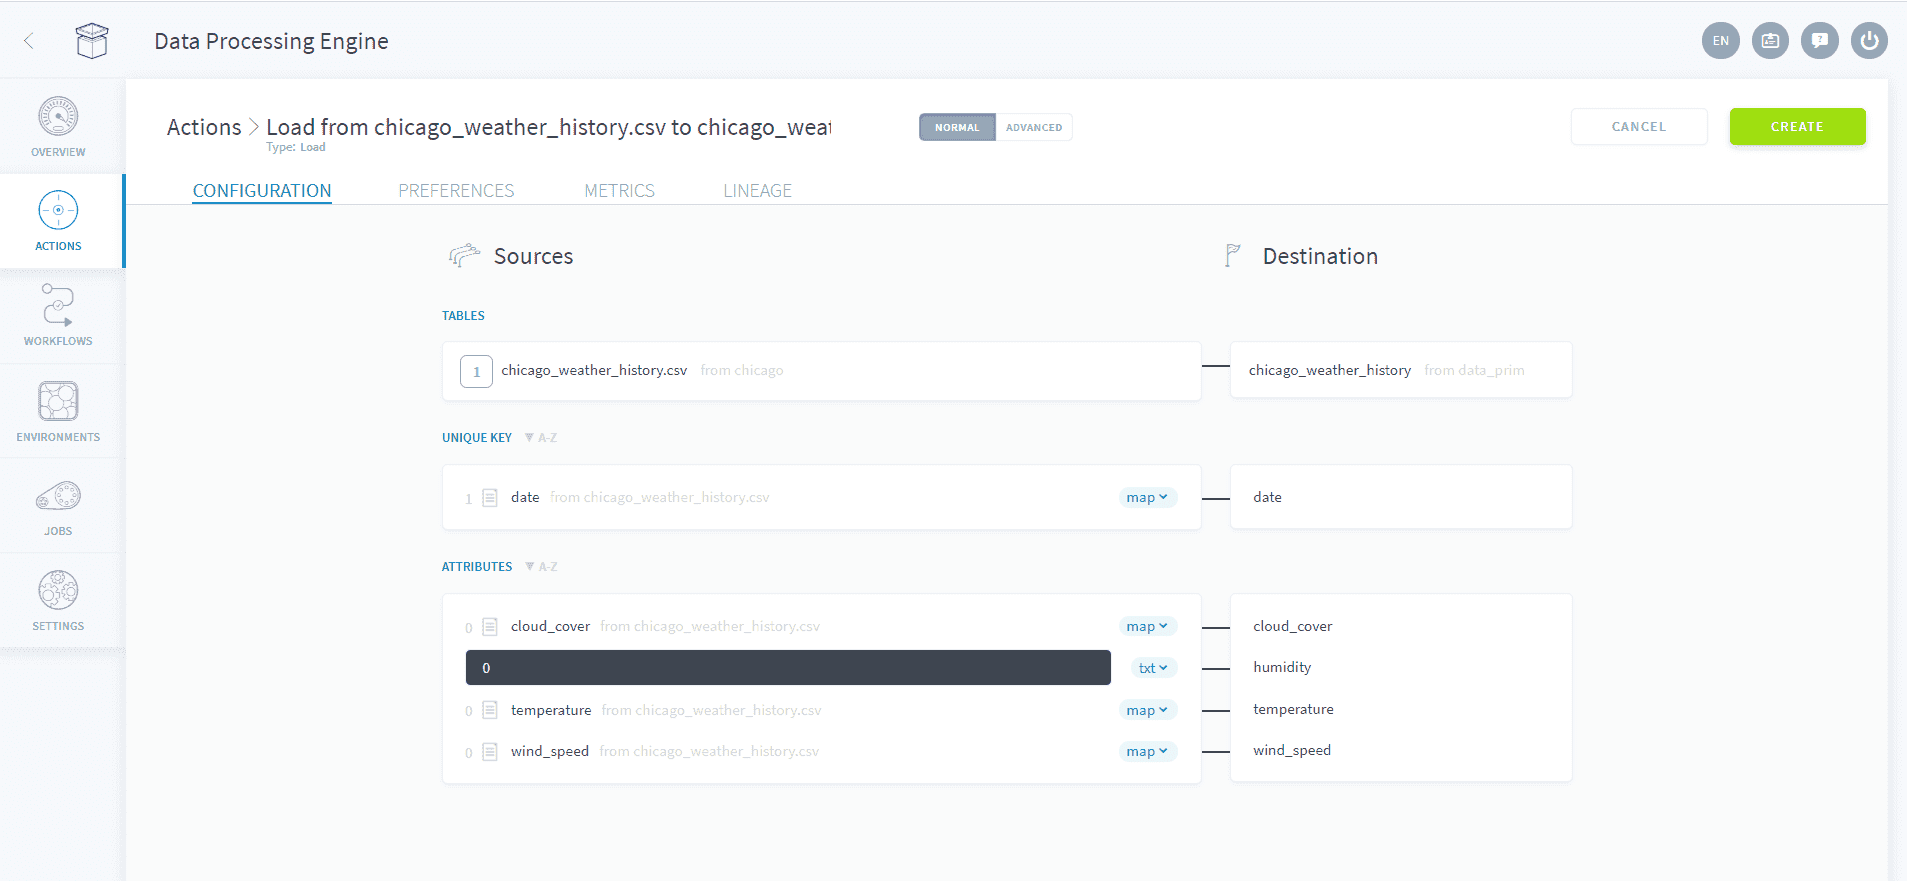 Data Processing Engine
EN
OVERVIEW
ACTIONS
WORKFLOWS
ENVIRONMENTS
JOBS
SETTINGS
Actions Load from chicago_weather_history.csv to chicago_weat
Type: Load
NORMAL ADVANCED
CANCEL CREATE
CONFIGURATION PREFERENCES METRICS LINEAGE
Sources Destination
TABLES
1 chicago_weather_history.csv from chicago chicago_weather_history from data_prim
UNIQUE KEY A-Z
1 date from chicago_weather_history.csv map date
ATTRIBUTES A-Z
0 cloud_cover from chicago_weather_history.csv map cloud_cover
0 txt humidity
0 temperature from chicago_weather_history.csv map temperature
0 wind_speed from chicago_weather_history.csv map wind_speed